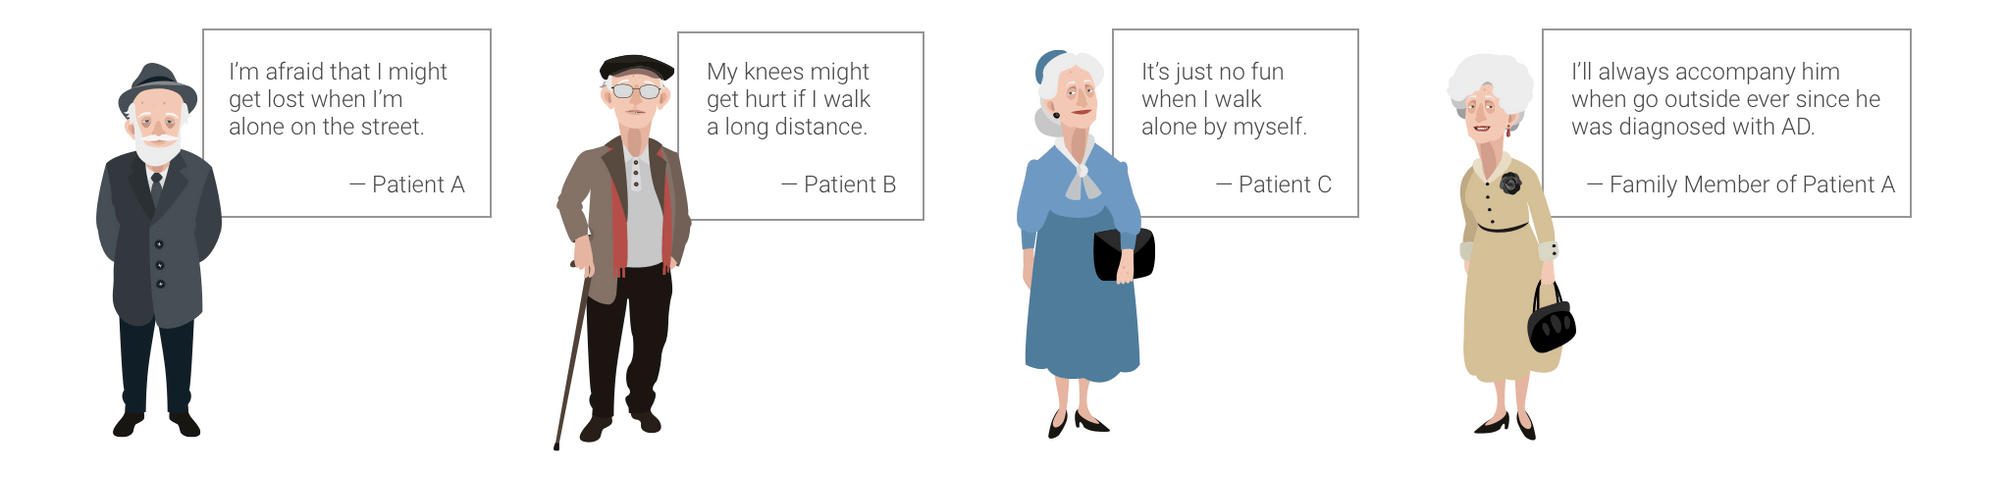 I’m afraid that I might
get lost when I’m
alone on the street.
— Patient A
My knees might
get hurt if I walk
a long distance.
— Patient B
It’s just no fun
when I walk
alone by myself.
— Patient C
I’ll always accompany him
when go outside ever since he
was diagnosed with AD.
— Family Member of Patient A